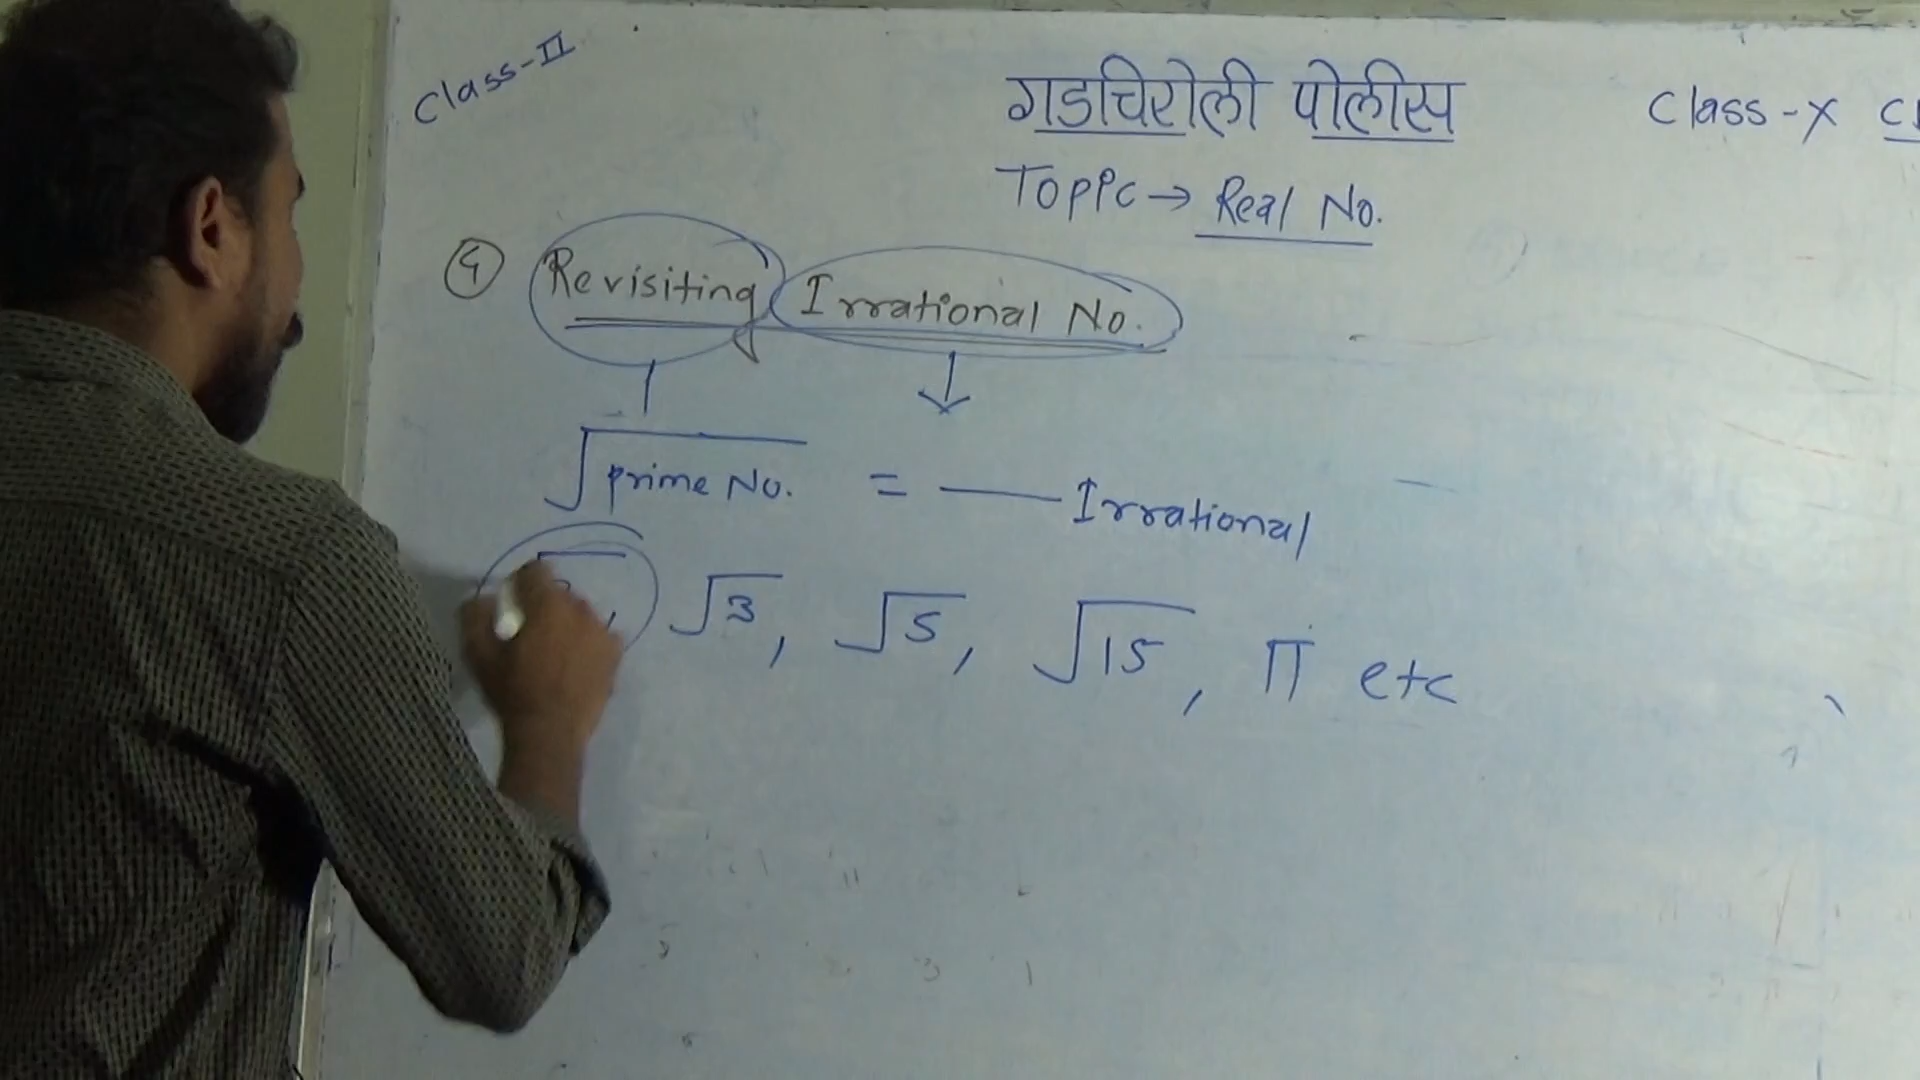 Class-II
गडचिरोली पोलीस
Class-X
Topic → Real No.
④ Revisiting Irrational No.
√prime No. = — Irrational
√3, √5, √15, π etc